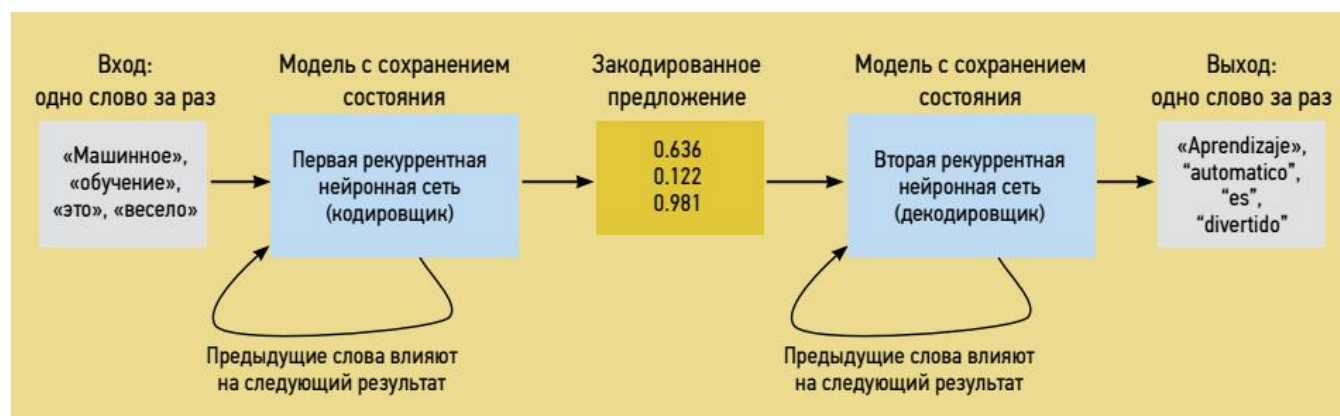 Вход:
одно слово за раз
«Машинное»,
«обучение»,
«это», «весело»
Модель с сохранением
состояния
Первая рекуррентная
нейронная сеть
(кодировщик)
Предыдущие слова влияют
на следующий результат
Закодированное
предложение
0.636
0.122
0.981
Модель с сохранением
состояния
Вторая рекуррентная
нейронная сеть
(декодировщик)
Предыдущие слова влияют
на следующий результат
Выход:
одно слово за раз
«Aprendizaje»,
“automatico”,
“es”,
“divertido”